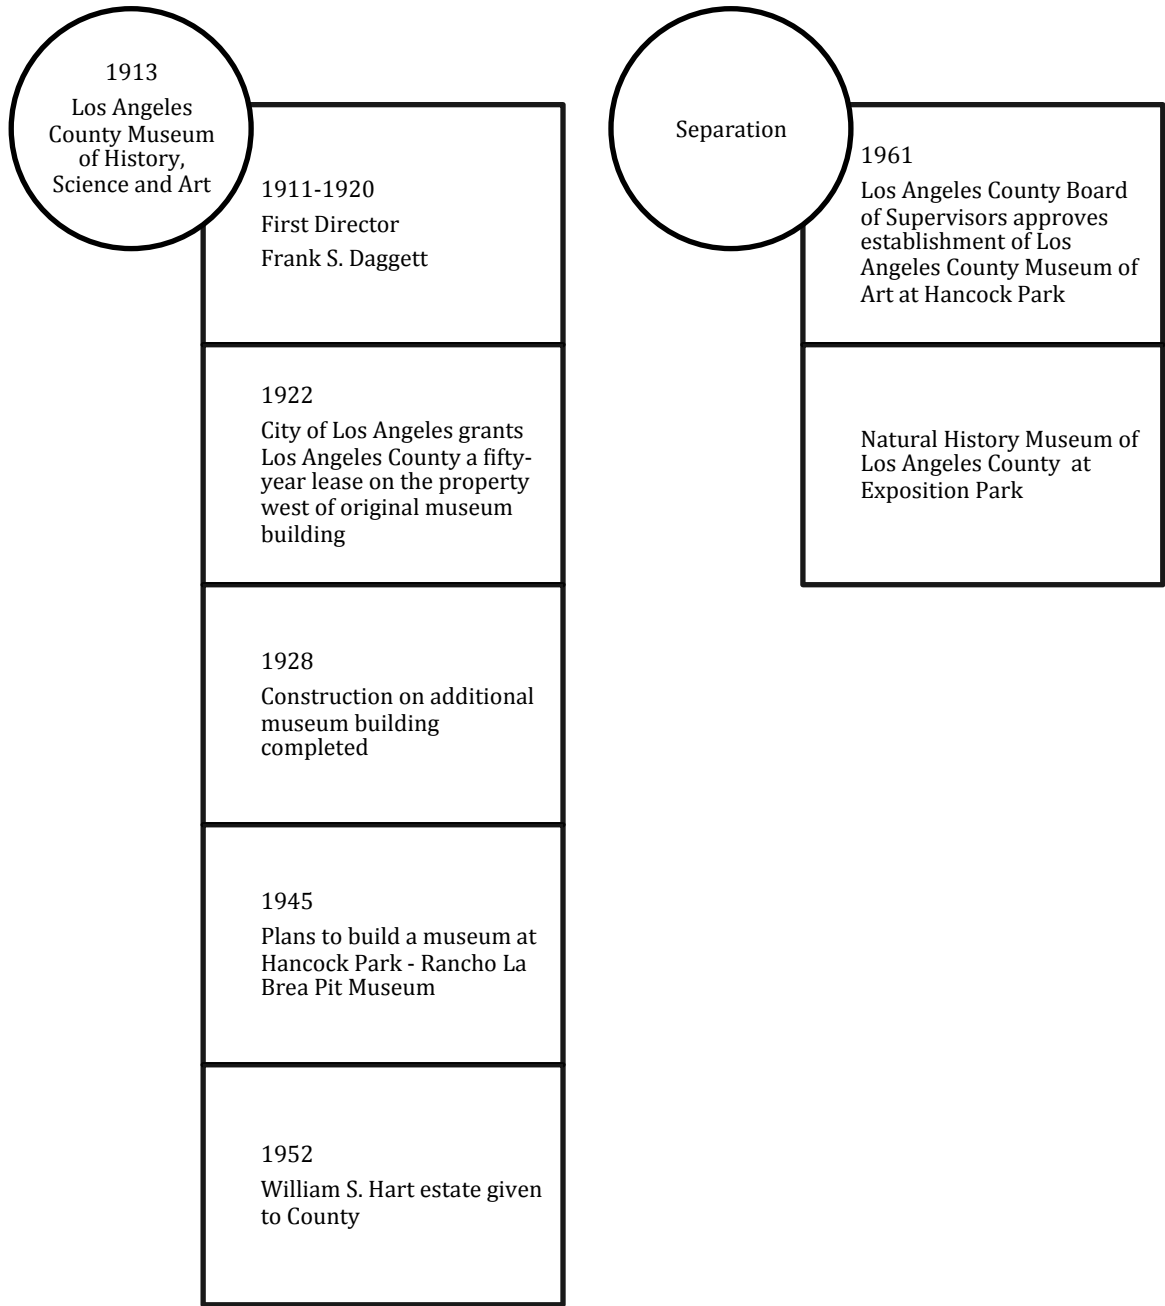 1913
Los Angeles
County Museum
of History,
Science and Art
1911-1920
First Director
Frank S. Daggett
1922
City of Los Angeles grants
Los Angeles County a fifty-
year lease on the property
west of original museum
building
1928
Construction on additional
museum building
completed
1945
Plans to build a museum at
Hancock Park - Rancho La
Brea Pit Museum
1952
William S. Hart estate given
to County
Separation
1961
Los Angeles County Board
of Supervisors approves
establishment of Los
Angeles County Museum of
Art at Hancock Park
Natural History Museum of
Los Angeles County  at
Exposition Park